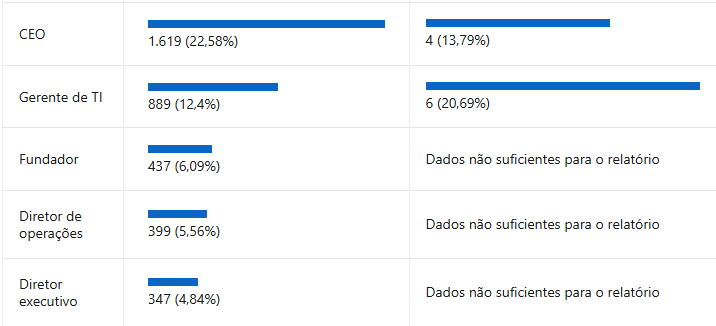 CEO
1.619 (22,58%)
4 (13,79%)
Gerente de TI
889 (12,4%)
6 (20,69%)
Fundador
437 (6,09%)
Dados não suficientes para o relatório
Diretor de
operações
399 (5,56%)
Dados não suficientes para o relatório
Diretor
executivo
347 (4,84%)
Dados não suficientes para o relatório